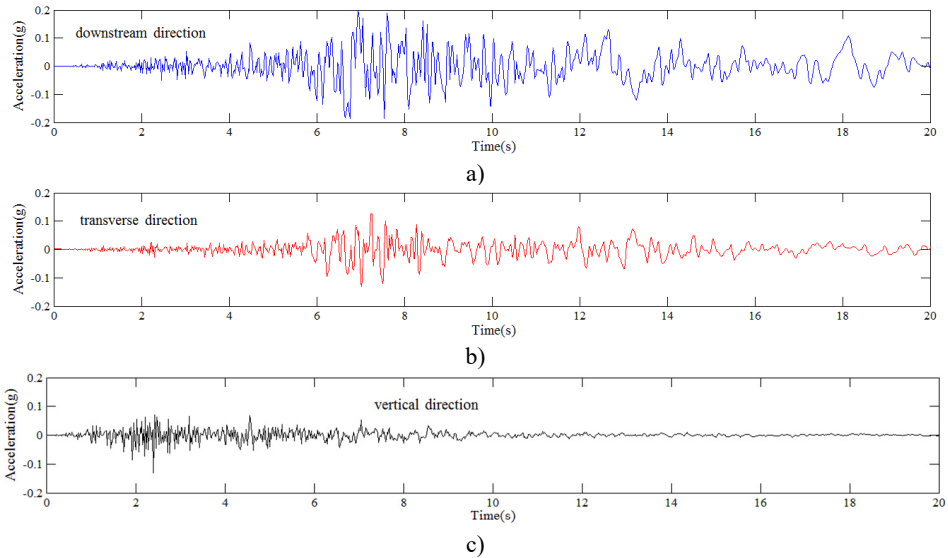 0.2
downstream direction
0.1
0
-0.1
-0.2
Acceleration(g)
0 2 4 6 8 10 12 14 16 18 20
Time(s)
a)
0.2
transverse direction
0.1
0
-0.1
-0.2
Acceleration(g)
0 2 4 6 8 10 12 14 16 18 20
Time(s)
b)
0.2
vertical direction
0.1
0
-0.1
-0.2
Acceleration(g)
0 2 4 6 8 10 12 14 16 18 20
Time(s)
c)